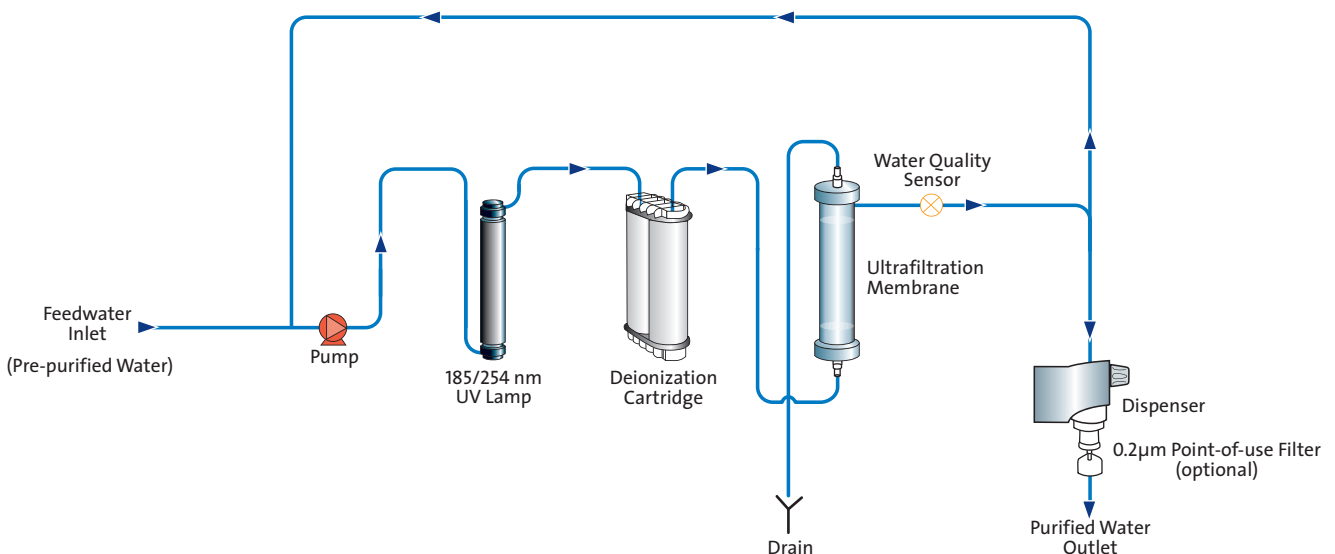 Water Quality
Sensor
Ultrafiltration
Membrane
Feedwater
Inlet
(Pre-purified Water)
Pump
185/254 nm
UV Lamp
Deionization
Cartridge
Dispenser
0.2µm Point-of-use Filter
(optional)
Drain
Purified Water
Outlet